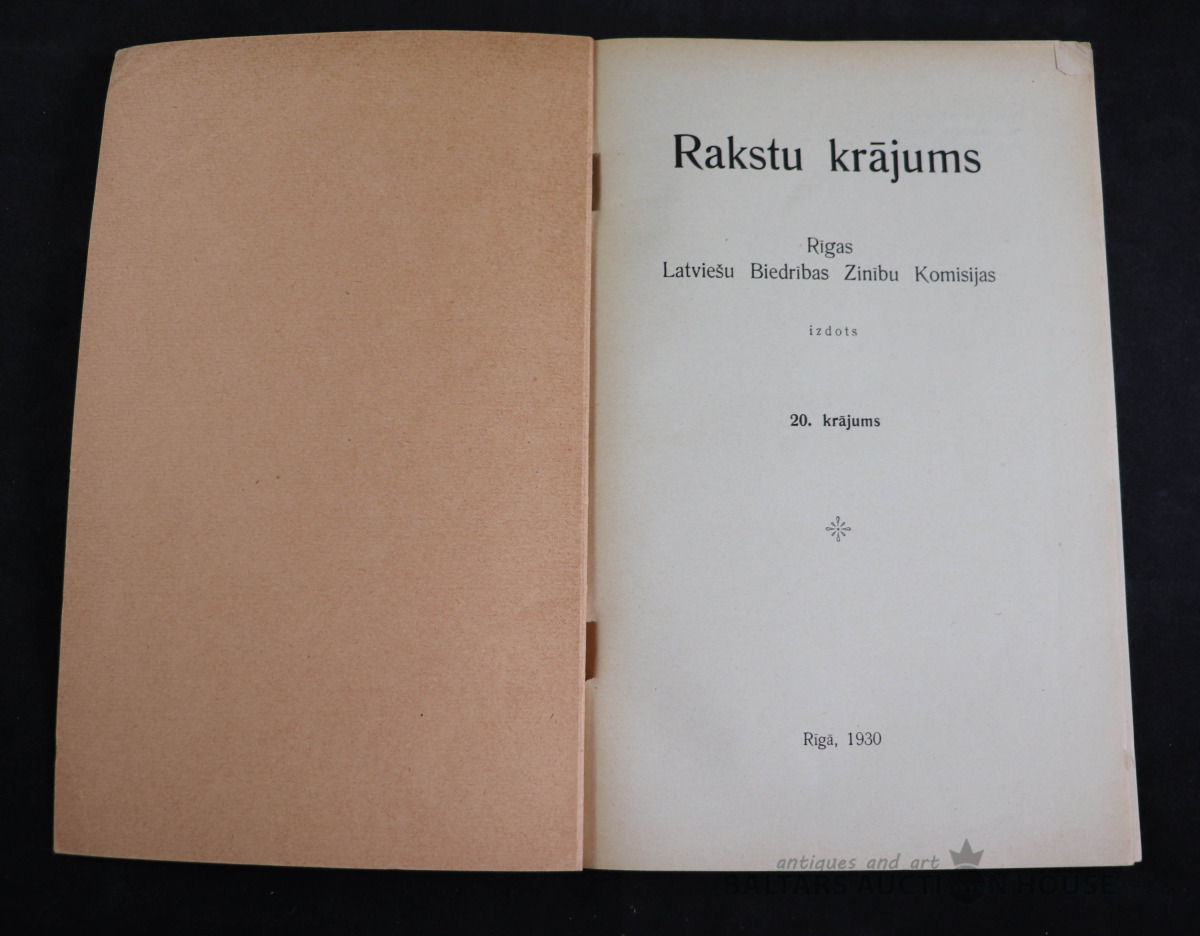 Rakstu krājums
Rīgas
Latviešu Biedrības Zinību Komisijas
izdots
20. krājums
Rīgā, 1930
antiques and art
BALTARS AUCTION HOUSE